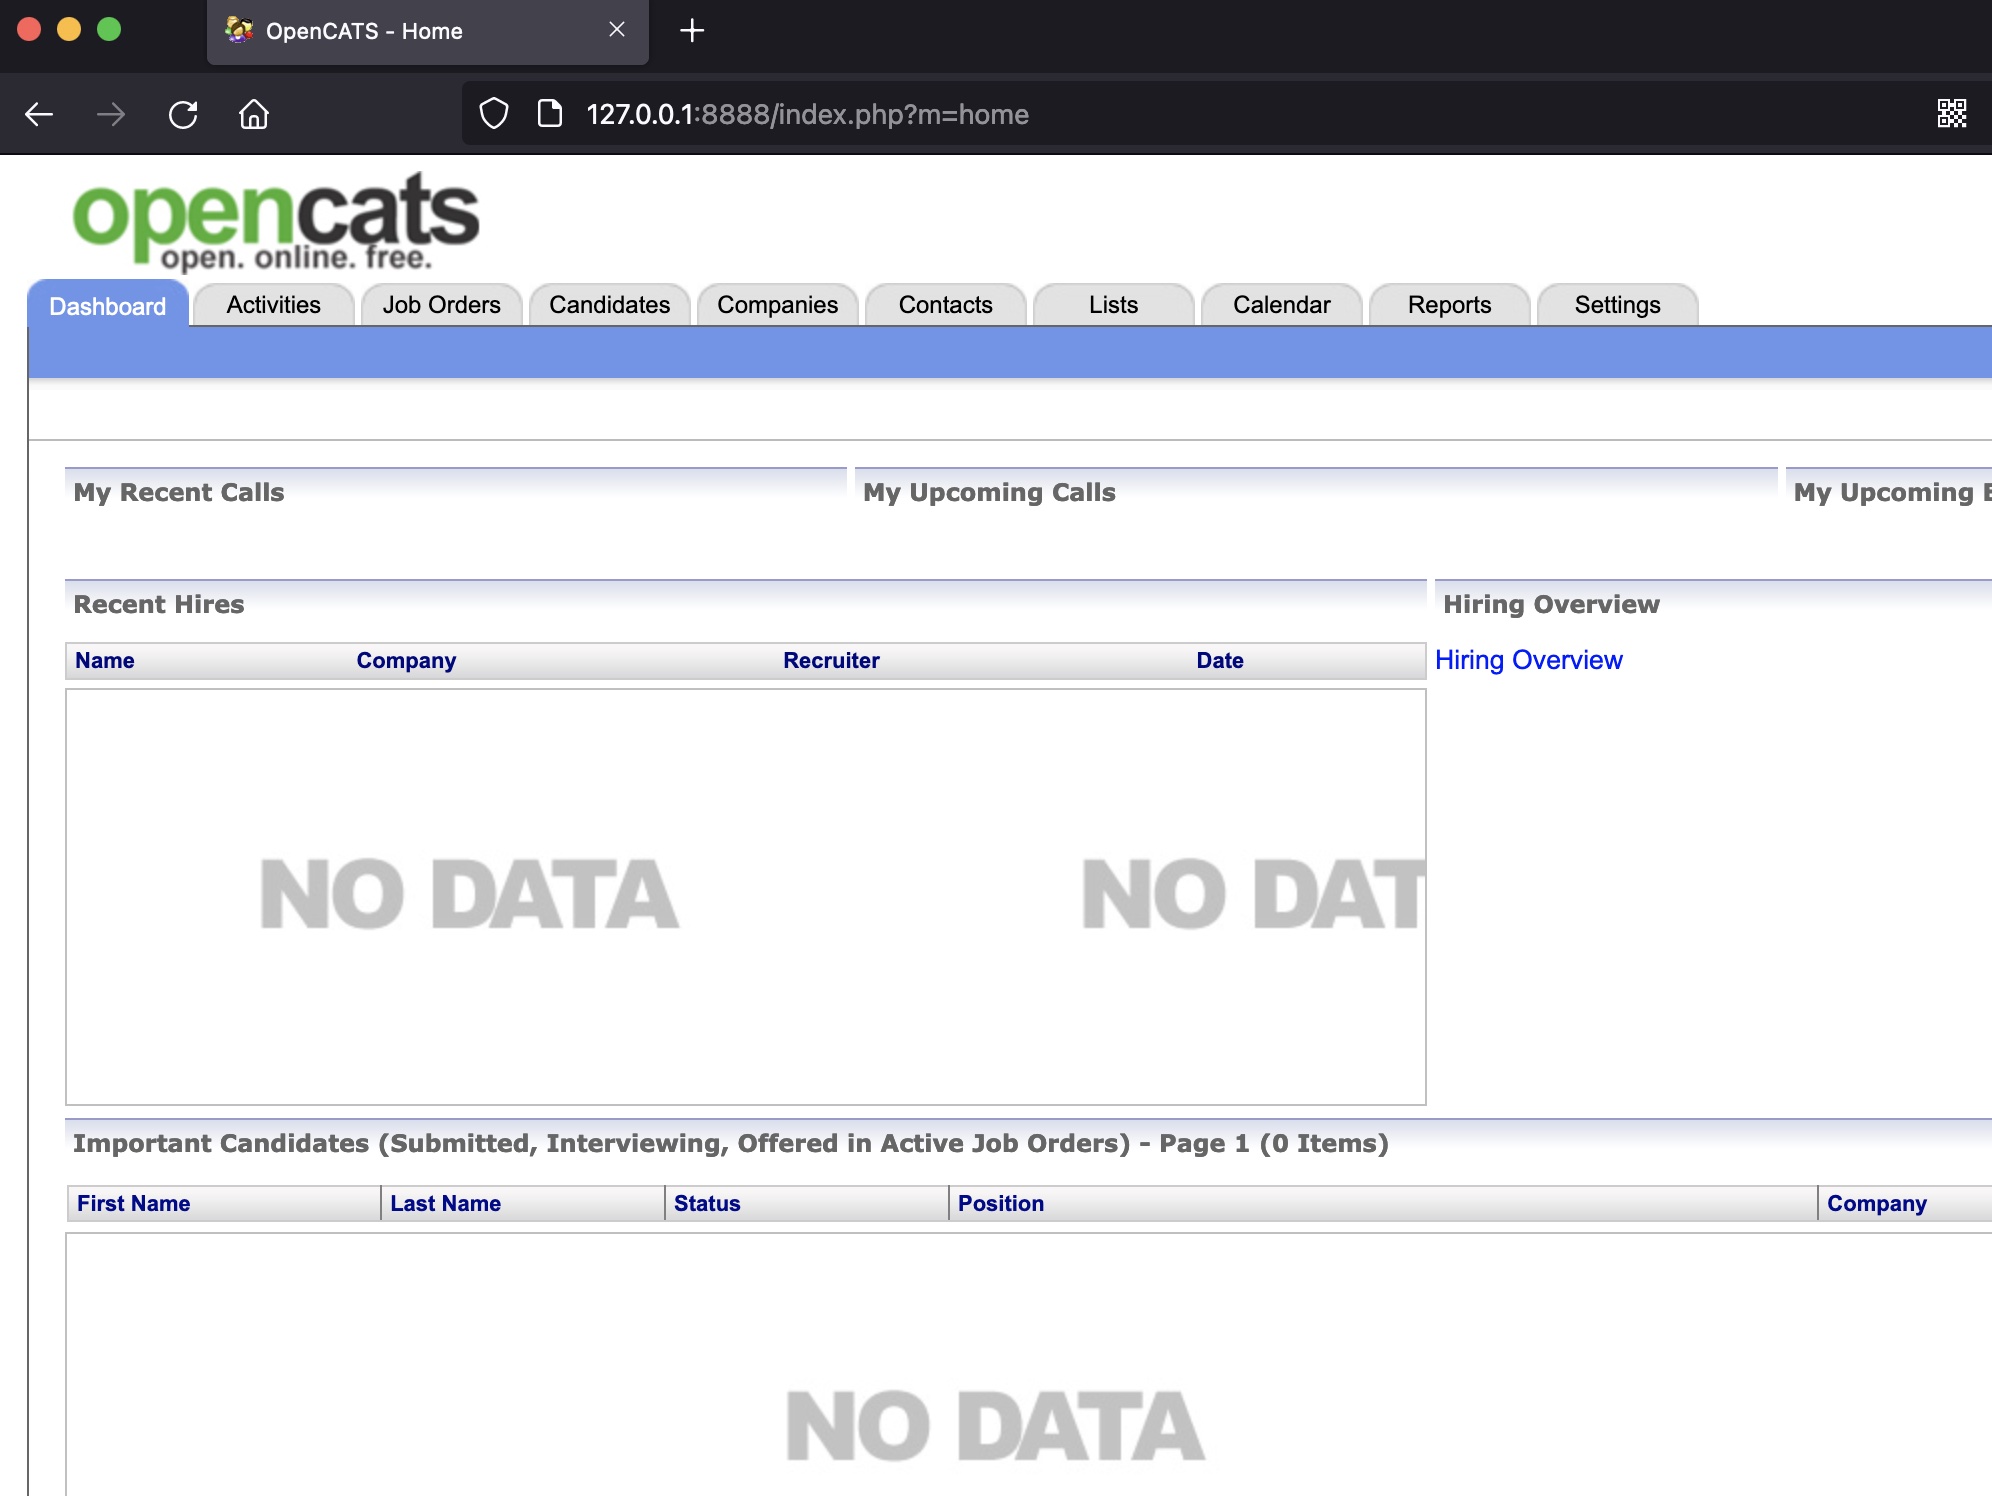 OpenCATS - Home
127.0.0.1:8888/index.php?m=home
opencats
open. online. free.
Dashboard Activities Job Orders Candidates Companies Contacts Lists Calendar Reports Settings
My Recent Calls My Upcoming Calls My Upcoming
Recent Hires Hiring Overview
Name Company Recruiter Date Hiring Overview
NO DATA NO DAT
Important Candidates (Submitted, Interviewing, Offered in Active Job Orders) - Page 1 (0 Items)
First Name Last Name Status Position Company
NO DATA